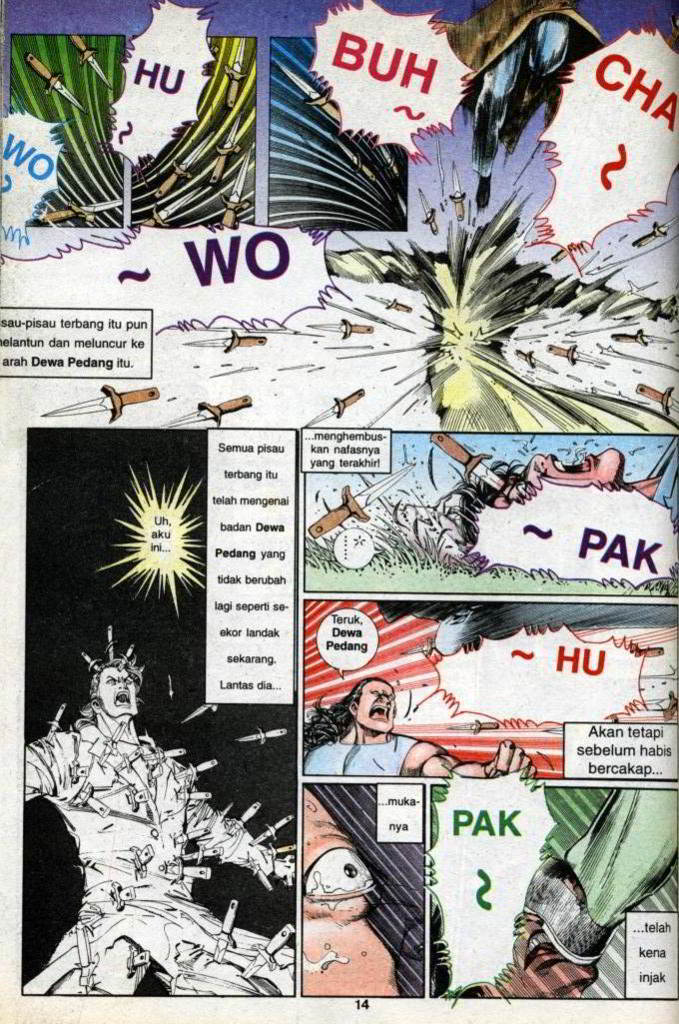 HU
~
WO
~
BUH
~
CHA
~
~ WO
sau-pisau terbang itu pun
elantun dan meluncur ke
arah Dewa Pedang itu.
Semua pisau
terbang itu
telah mengenai
badan Dewa
Pedang yang
tidak berubah
lagi seperti se-
ekor landak
sekarang.
Lantas dia...
Uh,
aku
ini...
...menghembus-
kan nafasnya
yang terakhir!
~ PAK
Teruk,
Dewa
Pedang
~ HU
Akan tetapi
sebelum habis
bercakap...
...muka-
nya
PAK
~
...telah
kena
injak
14